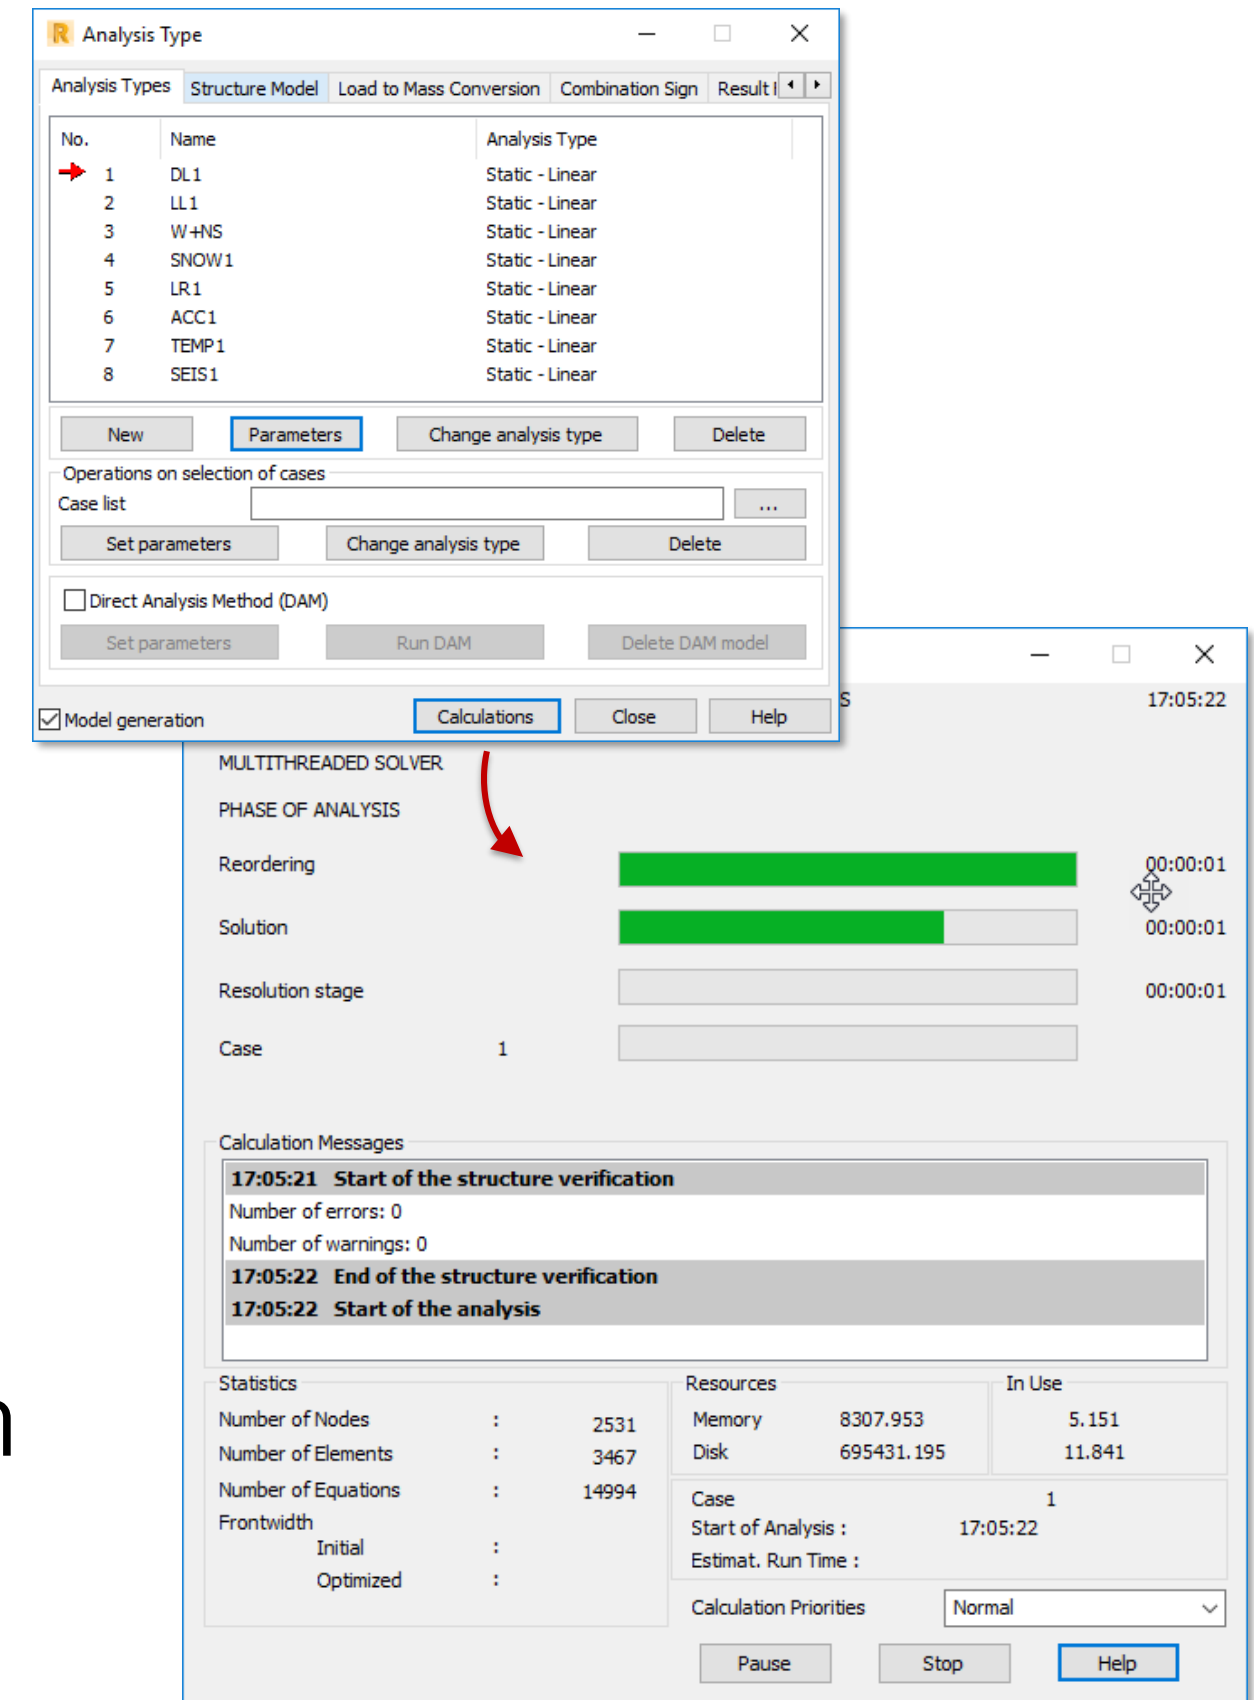 R Analysis Type
Analysis Types Structure Model Load to Mass Conversion Combination Sign Result
No. Name Analysis Type
1 DL1 Static - Linear
2 LL1 Static - Linear
3 W+NS Static - Linear
4 SNOW1 Static - Linear
5 LR1 Static - Linear
6 ACC1 Static - Linear
7 TEMP1 Static - Linear
8 SEIS1 Static - Linear
New Parameters Change analysis type Delete
Operations on selection of cases
Case list ...
Set parameters Change analysis type Delete
Direct Analysis Method (DAM)
Set parameters Run DAM Delete DAM model
Model generation Calculations Close Help
S 17:05:22
MULTITHREADED SOLVER
PHASE OF ANALYSIS
Reordering 00:00:01
Solution 00:00:01
Resolution stage 00:00:01
Case 1
Calculation Messages
17:05:21 Start of the structure verification
Number of errors: 0
Number of warnings: 0
17:05:22 End of the structure verification
17:05:22 Start of the analysis
n
Statistics Resources In Use
Number of Nodes : 2531 Memory 8307.953 5.151
Number of Elements : 3467 Disk 695431.195 11.841
Number of Equations : 14994 Case 1
Frontwidth Start of Analysis : 17:05:22
Initial : Estimat. Run Time :
Optimized :
Calculation Priorities Normal
Pause Stop Help